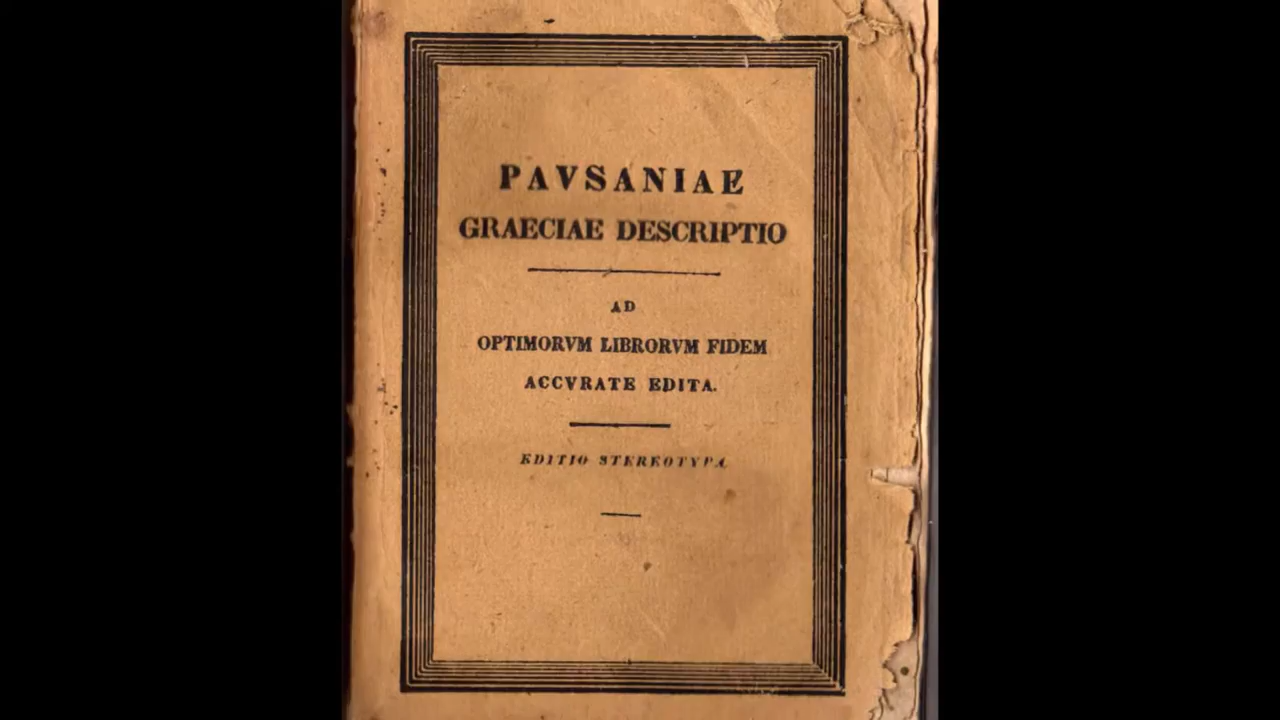 PAVSANIAE
GRAECIAE DESCRIPTIO
AD
OPTIMORVM LIBRORVM FIDEM
ACCVRATE EDITA.
EDITIO STEREOTYPA